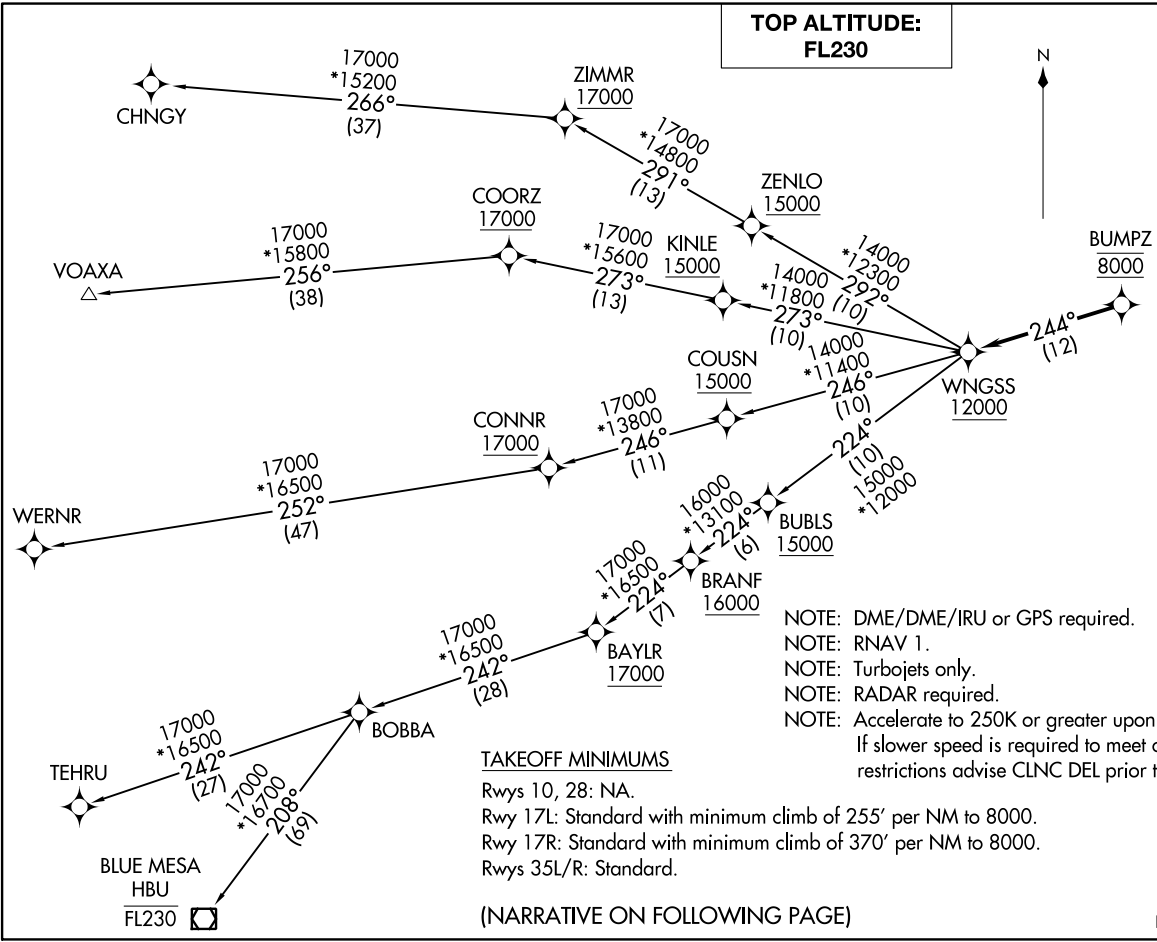 TOP ALTITUDE:
FL230
N
17000
*15200
266°
(37)
CHNGY
ZIMMR
17000
17000
*14800
291°
(13)
ZENLO
15000
COORZ
17000
17000
*15600
273°
(13)
KINLE
15000
14000
*12300
292°
(10)
BUMPZ
8000
VOAXA
17000
*15800
256°
(38)
14000
*11800
273°
(10)
244°
(12)
WNGSS
12000
COUSN
15000
14000
*11400
246°
(10)
CONNR
17000
17000
*13800
246°
(11)
224°
(10)
15000
*12000
WERNR
17000
*16500
252°
(47)
16000
*13100
224°
(6)
BUBLS
15000
17000
*16500
224°
(7)
BRANF
16000
17000
*16500
242°
(28)
BAYLR
17000
BOBBA
TEHRU
17000
*16500
242°
(27)
17000
*16700
208°
(69)
BLUE MESA
HBU
FL230
NOTE: DME/DME/IRU or GPS required.
NOTE: RNAV 1.
NOTE: Turbojets only.
NOTE: RADAR required.
NOTE: Accelerate to 250K or greater upon
If slower speed is required to meet
restrictions advise CLNC DEL prior
TAKEOFF MINIMUMS
Rwys 10, 28: NA.
Rwy 17L: Standard with minimum climb of 255' per NM to 8000.
Rwy 17R: Standard with minimum climb of 370' per NM to 8000.
Rwys 35L/R: Standard.
(NARRATIVE ON FOLLOWING PAGE)